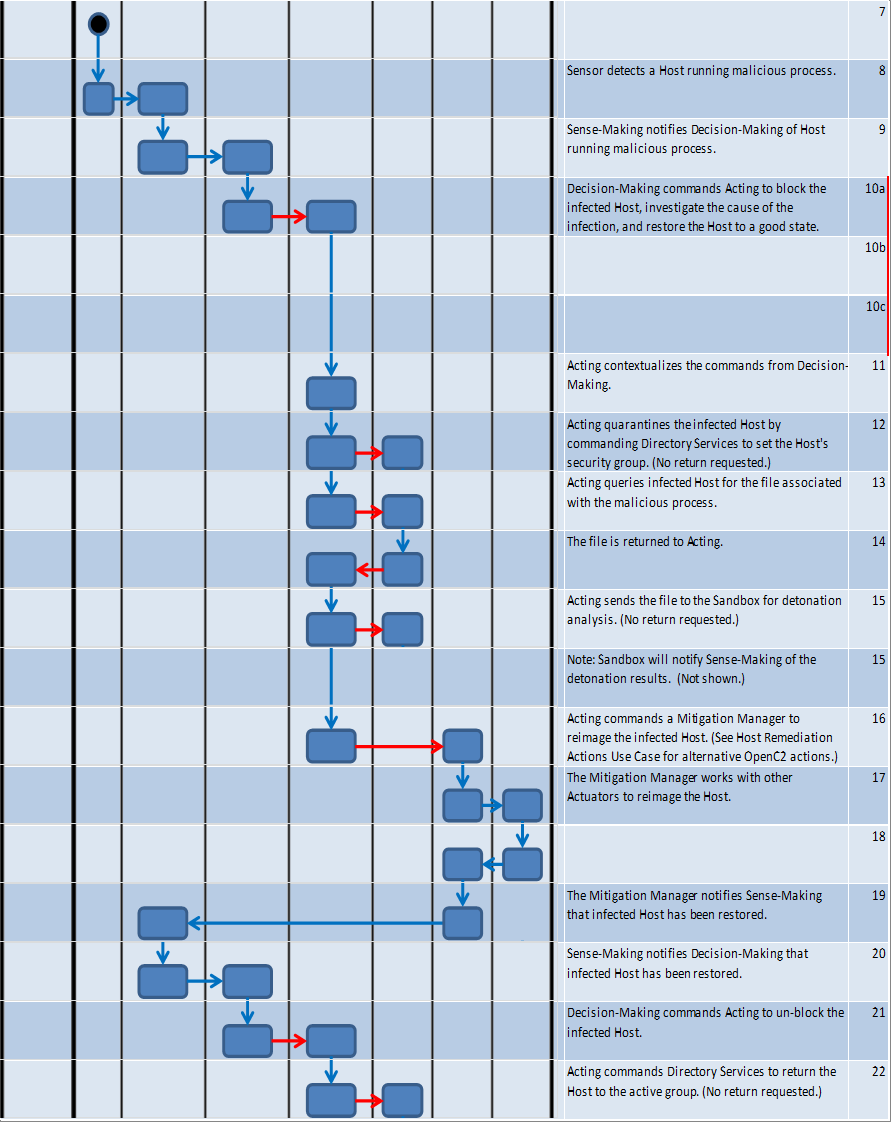 7
Sensor detects a Host running malicious process.
8
Sense-Making notifies Decision-Making of Host
running malicious process.
9
Decision-Making commands Acting to block the
infected Host, investigate the cause of the
infection, and restore the Host to a good state.
10a
10b
10c
Acting contextualizes the commands from Decision-
Making.
11
Acting quarantines the infected Host by
commanding Directory Services to set the Host's
security group. (No return requested.)
12
Acting queries infected Host for the file associated
with the malicious process.
13
The file is returned to Acting.
14
Acting sends the file to the Sandbox for detonation
analysis. (No return requested.)
15
Note: Sandbox will notify Sense-Making of the
detonation results. (Not shown.)
15
Acting commands a Mitigation Manager to
reimage the infected Host. (See Host Remediation
Actions Use Case for alternative OpenC2 actions.)
16
The Mitigation Manager works with other
Actuators to reimage the Host.
17
18
The Mitigation Manager notifies Sense-Making
that infected Host has been restored.
19
Sense-Making notifies Decision-Making that
infected Host has been restored.
20
Decision-Making commands Acting to un-block the
infected Host.
21
Acting commands Directory Services to return the
Host to the active group. (No return requested.)
22